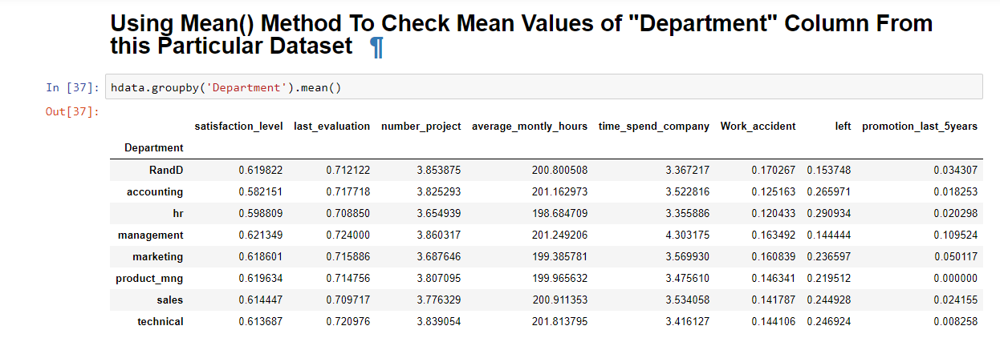 Using Mean() Method To Check Mean Values of "Department" Column From
this Particular Dataset ¶
In [37]: hdata.groupby('Department').mean()
Out[37]:
satisfaction_level last_evaluation number_project average_montly_hours time_spend_company Work_accident left promotion_last_5years
Department
RandD 0.619822 0.712122 3.853875 200.800508 3.367217 0.170267 0.153748 0.034307
accounting 0.582151 0.717718 3.825293 201.162973 3.522816 0.125163 0.265971 0.018253
hr 0.598809 0.708850 3.654939 198.684709 3.355886 0.120433 0.290934 0.020298
management 0.621349 0.724000 3.860317 201.249206 4.303175 0.163492 0.144444 0.109524
marketing 0.618601 0.715886 3.687646 199.385781 3.569930 0.160839 0.236597 0.050117
product_mng 0.619634 0.714756 3.807095 199.965632 3.475610 0.146341 0.219512 0.000000
sales 0.614447 0.709717 3.776329 200.911353 3.534058 0.141787 0.244928 0.024155
technical 0.613687 0.720976 3.839054 201.813795 3.416127 0.144106 0.246924 0.008258